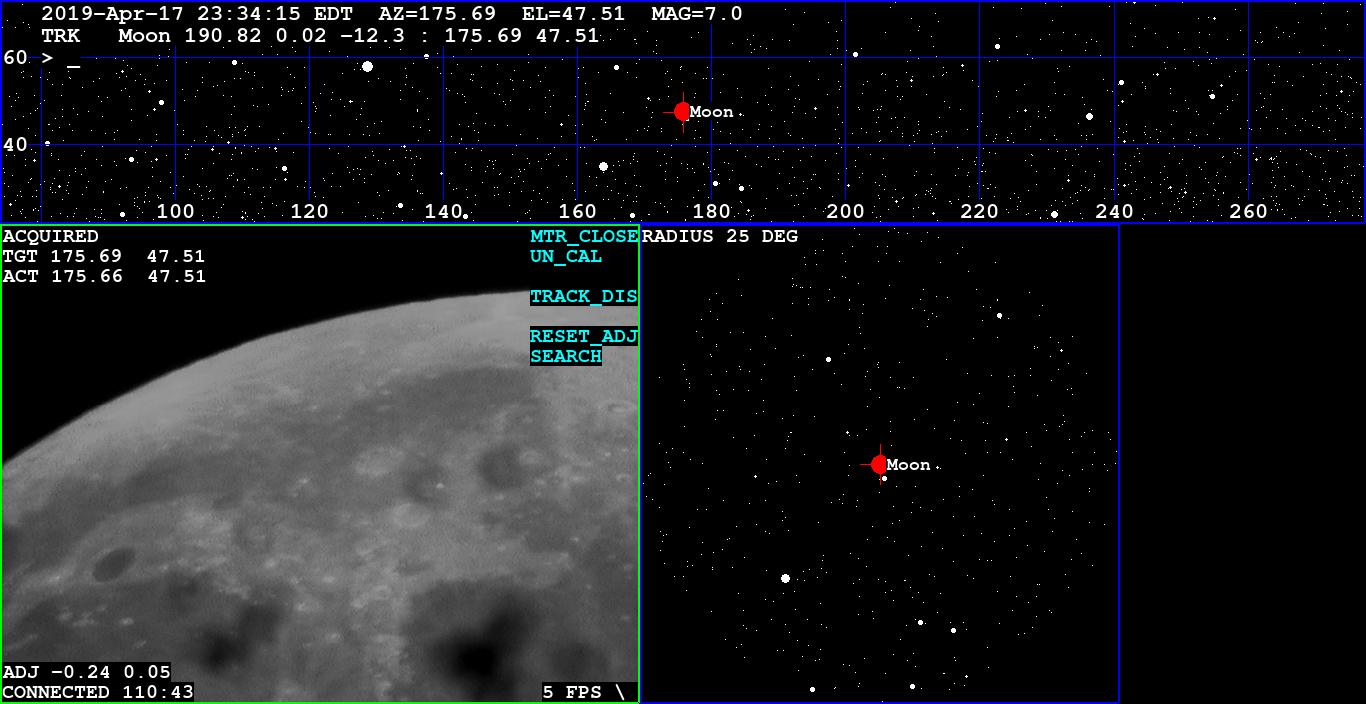 2019-Apr-17 23:34:15 EDT AZ=175.69 EL=47.51 MAG=7.0
TRK Moon 190.82 0.02 -12.3 : 175.69 47.51
60 > _
Moon
40
100 120 140 160 180 200 220 240 260
ACQUIRED
TGT 175.69 47.51
ACT 175.66 47.51
MTR_CLOSE
UN_CAL
TRACK_DIS
RESET_ADJ
SEARCH
ADJ -0.24 0.05
CONNECTED 110:43
5 FPS \
RADIUS 25 DEG
Moon